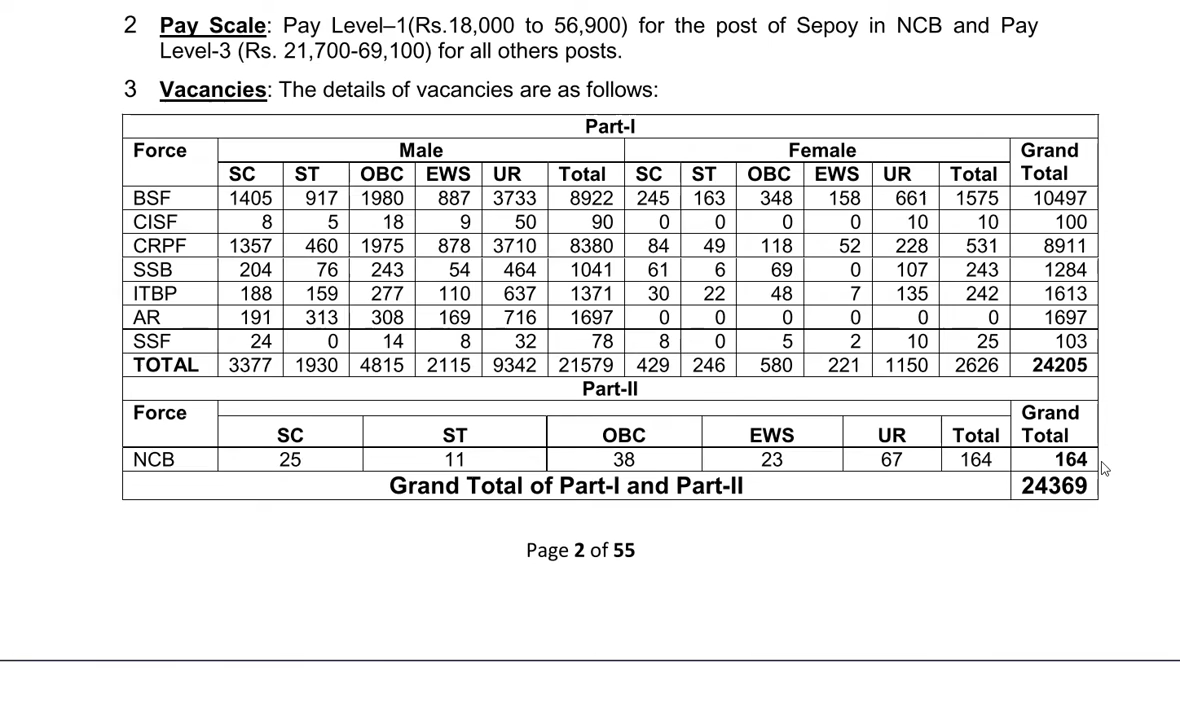 2 Pay Scale: Pay Level–1(Rs.18,000 to 56,900) for the post of Sepoy in NCB and Pay
Level-3 (Rs. 21,700-69,100) for all others posts.
3 Vacancies: The details of vacancies are as follows:
Part-I
Force Male Female Grand
SC ST OBC EWS UR Total SC ST OBC EWS UR Total Total
BSF 1405 917 1980 887 3733 8922 245 163 348 158 661 1575 10497
CISF 8 5 18 9 50 90 0 0 0 0 10 10 100
CRPF 1357 460 1975 878 3710 8380 84 49 118 52 228 531 8911
SSB 204 76 243 54 464 1041 61 6 69 0 107 243 1284
ITBP 188 159 277 110 637 1371 30 22 48 7 135 242 1613
AR 191 313 308 169 716 1697 0 0 0 0 0 0 1697
SSF 24 0 14 8 32 78 8 0 5 2 10 25 103
TOTAL 3377 1930 4815 2115 9342 21579 429 246 580 221 1150 2626 24205
Part-II
Force Grand
SC ST OBC EWS UR Total Total
NCB 25 11 38 23 67 164 164
Grand Total of Part-I and Part-II 24369
Page 2 of 55